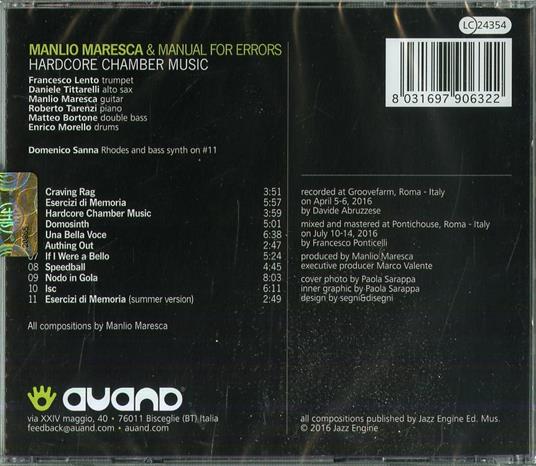 LC 24354
MANLIO MARESCA & MANUAL FOR ERRORS
HARDCORE CHAMBER MUSIC
Francesco Lento trumpet
Daniele Tittarelli alto sax
Manlio Maresca guitar
Roberto Tarenzi piano
Matteo Bortone double bass
Enrico Morello drums
Domenico Sanna Rhodes and bass synth on #11
8 031697 906322
Craving Rag 3:51
Esercizi di Memoria 5:57
Hardcore Chamber Music 3:59
Domosinth 0:51
Una Bella Voce 6:38
Authing Out 2:47
07 If I Were a Bello 5:24
08 Speedball 4:45
09 Nodo in Gola 8:03
10 Isc 6:11
11 Esercizi di Memoria (summer version) 2:49
All compositions by Manlio Maresca
recorded at Groovefarm, Roma - Italy
on April 5-6, 2016
by Davide Abruzzese
mixed and mastered at Pontichouse, Roma - Italy
on July 10-14, 2016
by Francesco Ponticelli
produced by Manlio Maresca
executive producer Marco Valente
cover photo by Paola Sarappa
inner graphic by Paola Sarappa
design by segni&disegni
auand
via XXIV maggio, 40 • 76011 Bisceglie (BT) Italia
feedback@auand.com • auand.com
all compositions published by Jazz Engine Ed. Mus.
© 2016 Jazz Engine